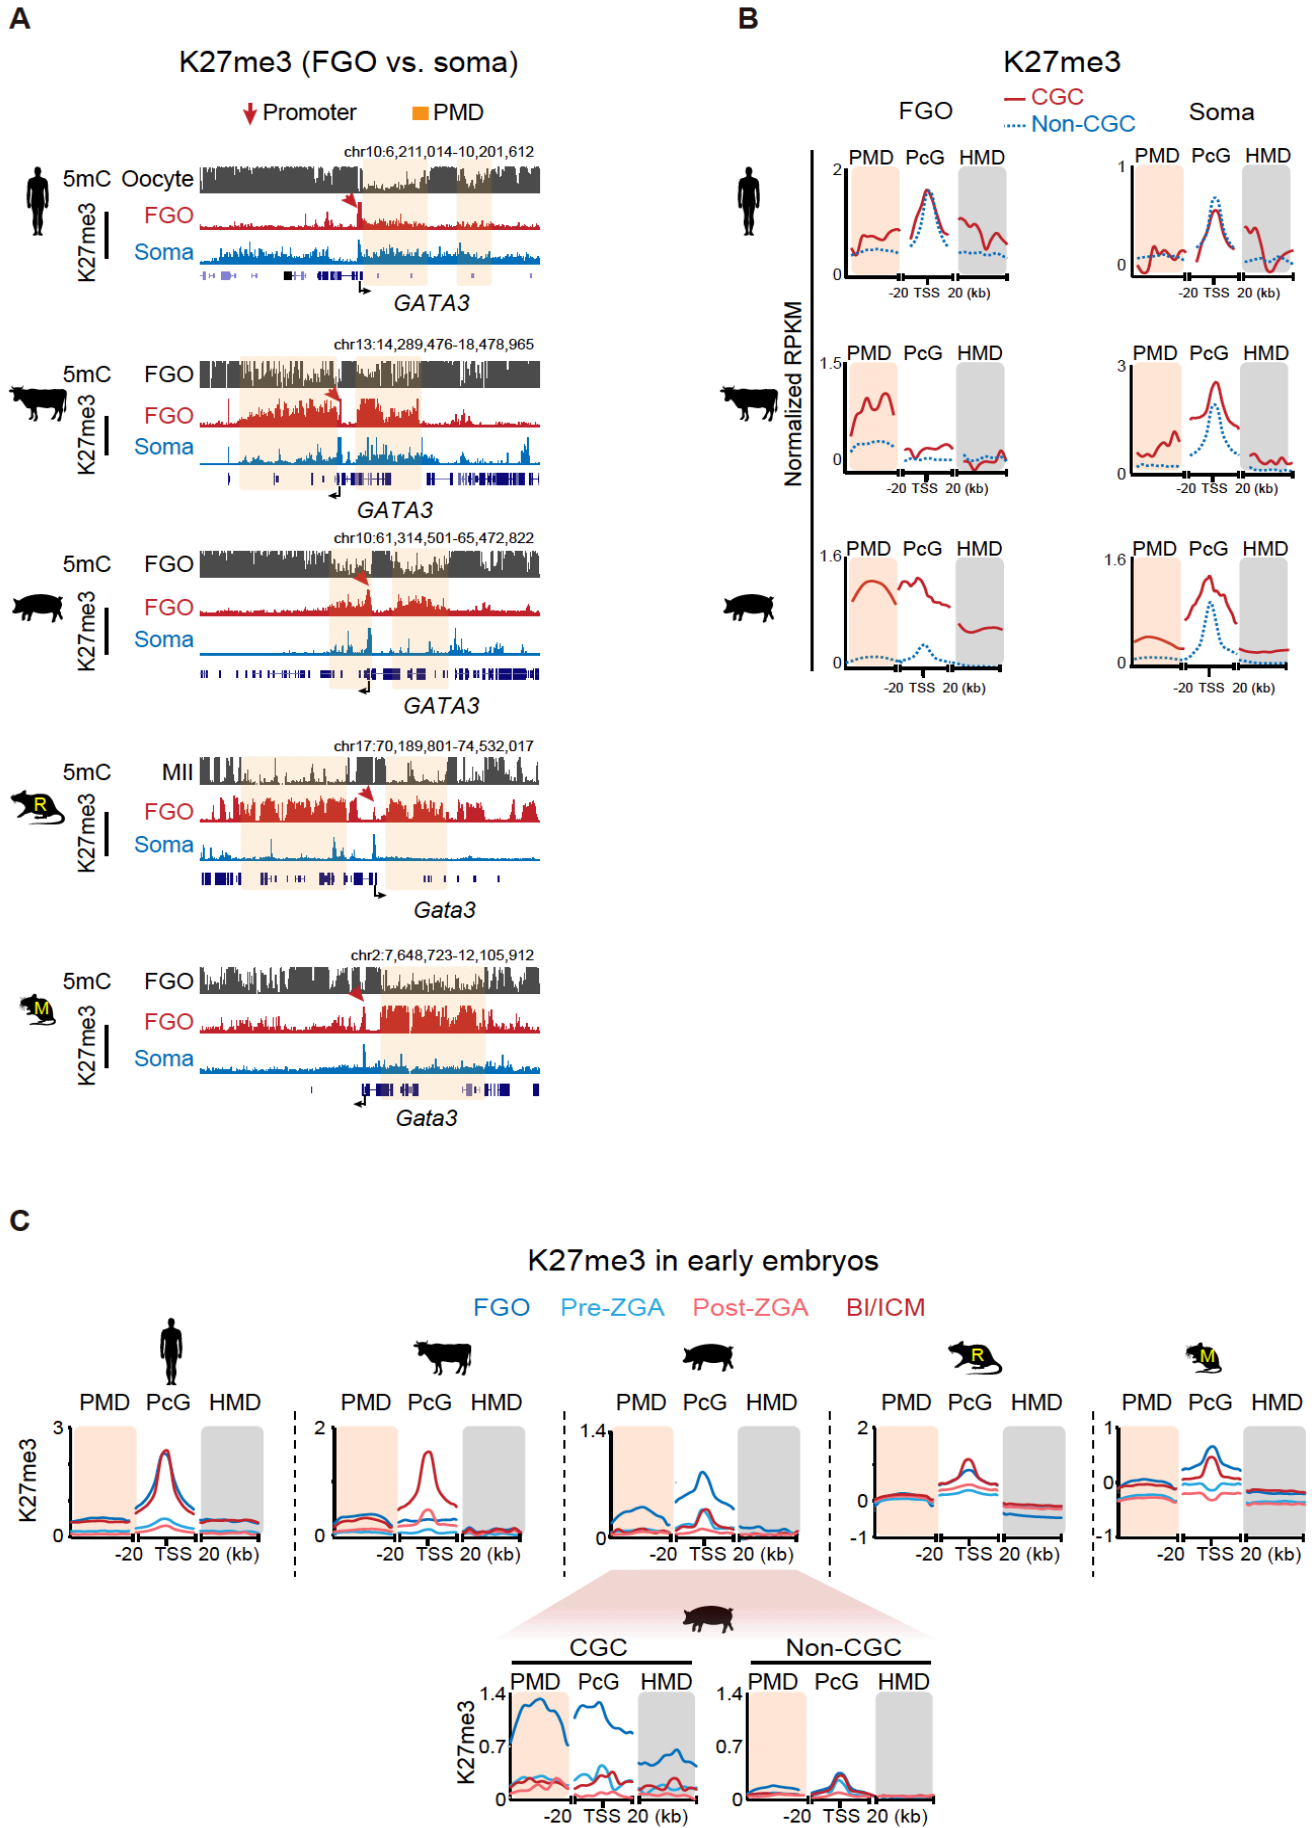 A
K27me3 (FGO vs. soma)
Promoter PMD
chr10:6,211,014-10,201,612
5mC Oocyte
K27me3
FGO
Soma
GATA3
chr13:14,289,476-18,478,965
5mC FGO
K27me3
FGO
Soma
GATA3
chr10:61,314,501-65,472,822
5mC FGO
K27me3
FGO
Soma
GATA3
chr17:70,189,801-74,532,017
5mC MII
R
K27me3
FGO
Soma
Gata3
chr2:7,648,723-12,105,912
5mC FGO
M
K27me3
FGO
Soma
Gata3
B
K27me3
FGO
CGC
Non-CGC
Soma
Normalized RPKM
PMD PcG HMD
2
0
-20 TSS 20 (kb)
PMD PcG HMD
1
0
-20 TSS 20 (kb)
PMD PcG HMD
1.5
0
-20 TSS 20 (kb)
PMD PcG HMD
3
0
-20 TSS 20 (kb)
PMD PcG HMD
1.6
0
-20 TSS 20 (kb)
PMD PcG HMD
1.6
0
-20 TSS 20 (kb)
C
K27me3 in early embryos
FGO Pre-ZGA Post-ZGA Bl/ICM
R
M
K27me3
PMD PcG HMD
3
0
-20 TSS 20 (kb)
PMD PcG HMD
2
0
-20 TSS 20 (kb)
PMD PcG HMD
1.4
0
-20 TSS 20 (kb)
PMD PcG HMD
2
0
-1
-20 TSS 20 (kb)
PMD PcG HMD
1
0
-1
-20 TSS 20 (kb)
CGC
PMD PcG HMD
K27me3
1.4
0.7
0
-20 TSS 20 (kb)
Non-CGC
PMD PcG HMD
1.4
0.7
0
-20 TSS 20 (kb)